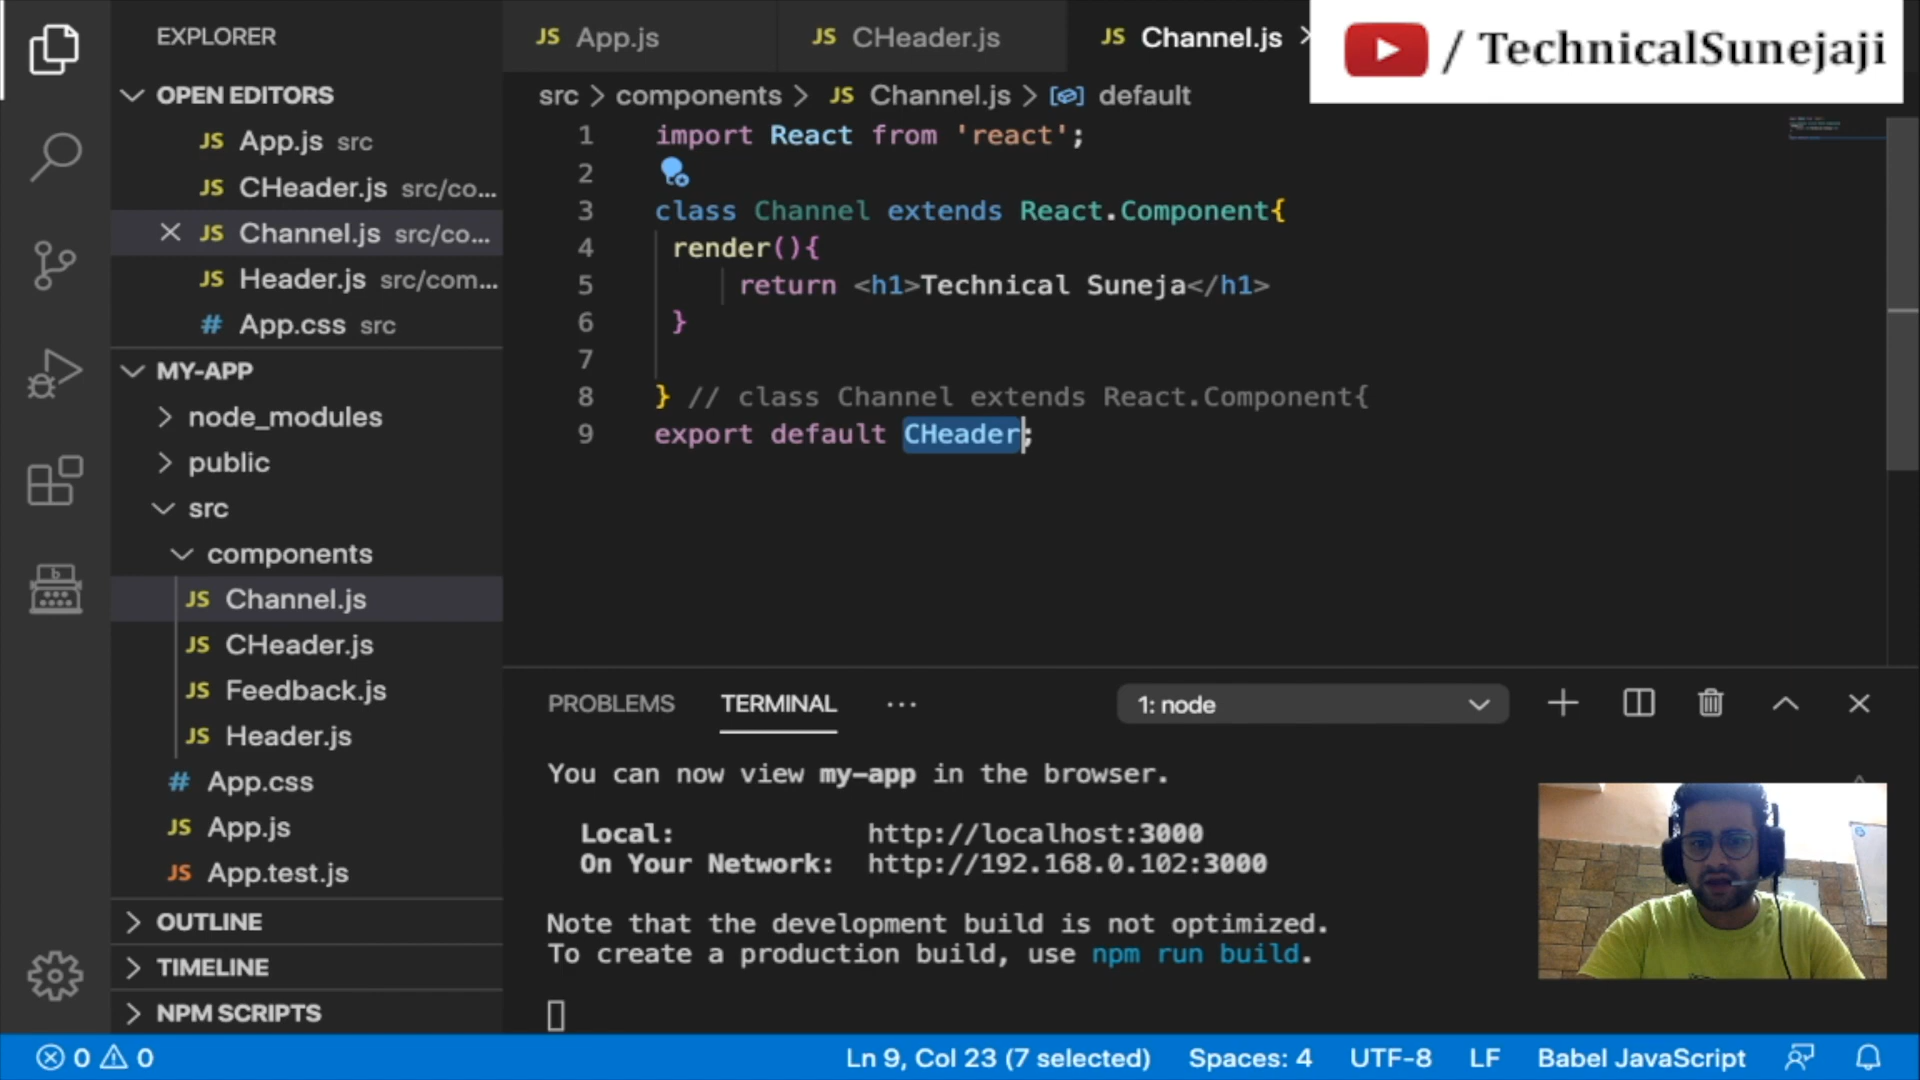 EXPLORER
OPEN EDITORS
JS App.js src
JS CHeader.js src/co...
JS Channel.js src/co...
JS Header.js src/com...
# App.css src
MY-APP
node_modules
public
src
components
JS Channel.js
JS CHeader.js
JS Feedback.js
JS Header.js
# App.css
JS App.js
JS App.test.js
OUTLINE
TIMELINE
NPM SCRIPTS
JS App.js JS CHeader.js JS Channel.js
/ TechnicalSunejaji
src > components > JS Channel.js > default
1 import React from 'react';
2
3 class Channel extends React.Component{
4 render(){
5 return <h1>Technical Suneja</h1>
6 }
7
8 } // class Channel extends React.Component{
9 export default CHeader;
PROBLEMS TERMINAL ... 1: node
You can now view my-app in the browser.
Local: http://localhost:3000
On Your Network: http://192.168.0.102:3000
Note that the development build is not optimized.
To create a production build, use npm run build.
0 0 Ln 9, Col 23 (7 selected) Spaces: 4 UTF-8 LF Babel JavaScript